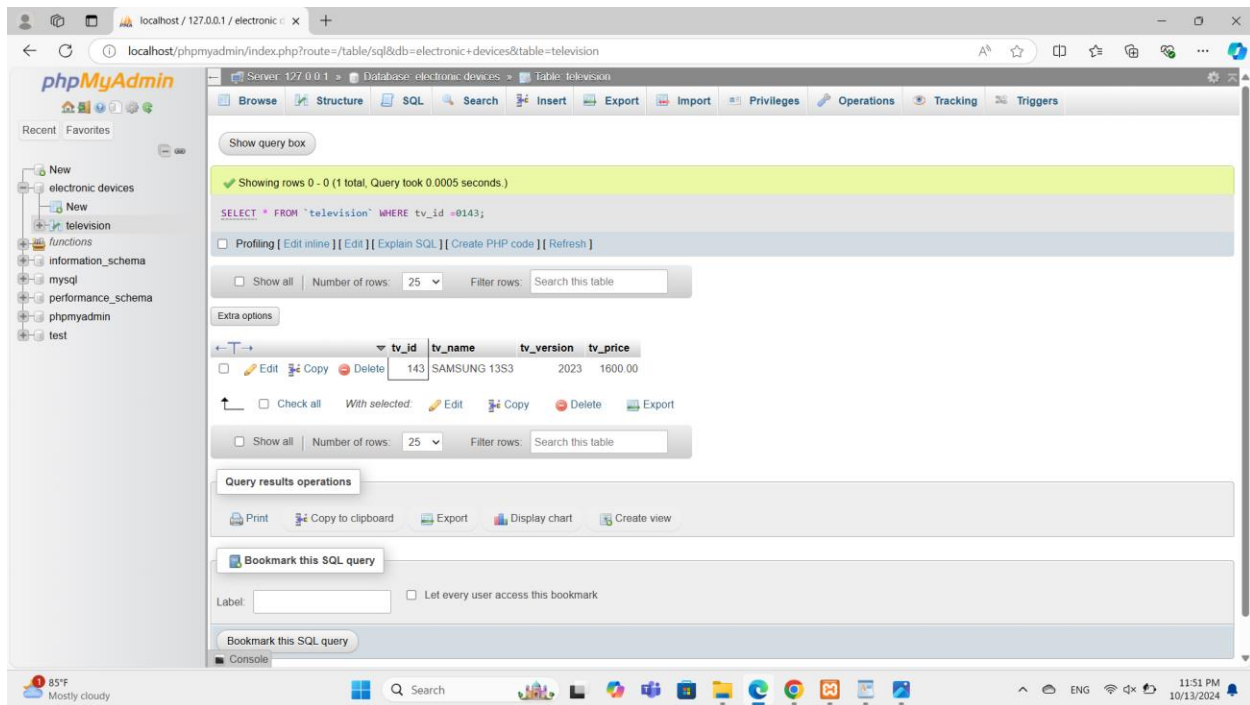 localhost / 127.0.0.1 / electronic d
localhost/phpmyadmin/index.php?route=/table/sql&db=electronic+devices&table=television
phpMyAdmin
Recent Favorites
New
electronic devices
New
television
functions
information_schema
mysql
performance_schema
phpmyadmin
test
Server: 127.0.0.1 » Database: electronic devices » Table: television
Browse Structure SQL Search Insert Export Import Privileges Operations Tracking Triggers
Show query box
Showing rows 0 - 0 (1 total, Query took 0.0005 seconds.)
SELECT * FROM `television` WHERE tv_id =0143;
Profiling [ Edit inline ] [ Edit ] [ Explain SQL ] [ Create PHP code ] [ Refresh ]
Show all | Number of rows: 25 Filter rows: Search this table
Extra options
←T→ tv_id tv_name tv_version tv_price
Edit Copy Delete 143 SAMSUNG 13S3 2023 1600.00
Check all With selected: Edit Copy Delete Export
Show all | Number of rows: 25 Filter rows: Search this table
Query results operations
Print Copy to clipboard Export Display chart Create view
Bookmark this SQL query
Label: Let every user access this bookmark
Bookmark this SQL query
Console
1 85°F
Mostly cloudy
Search
ENG
11:51 PM
10/13/2024